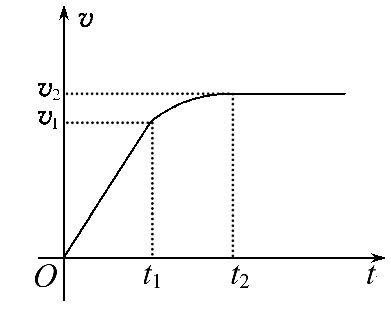 v
v₂
v₁
O t₁ t₂ t